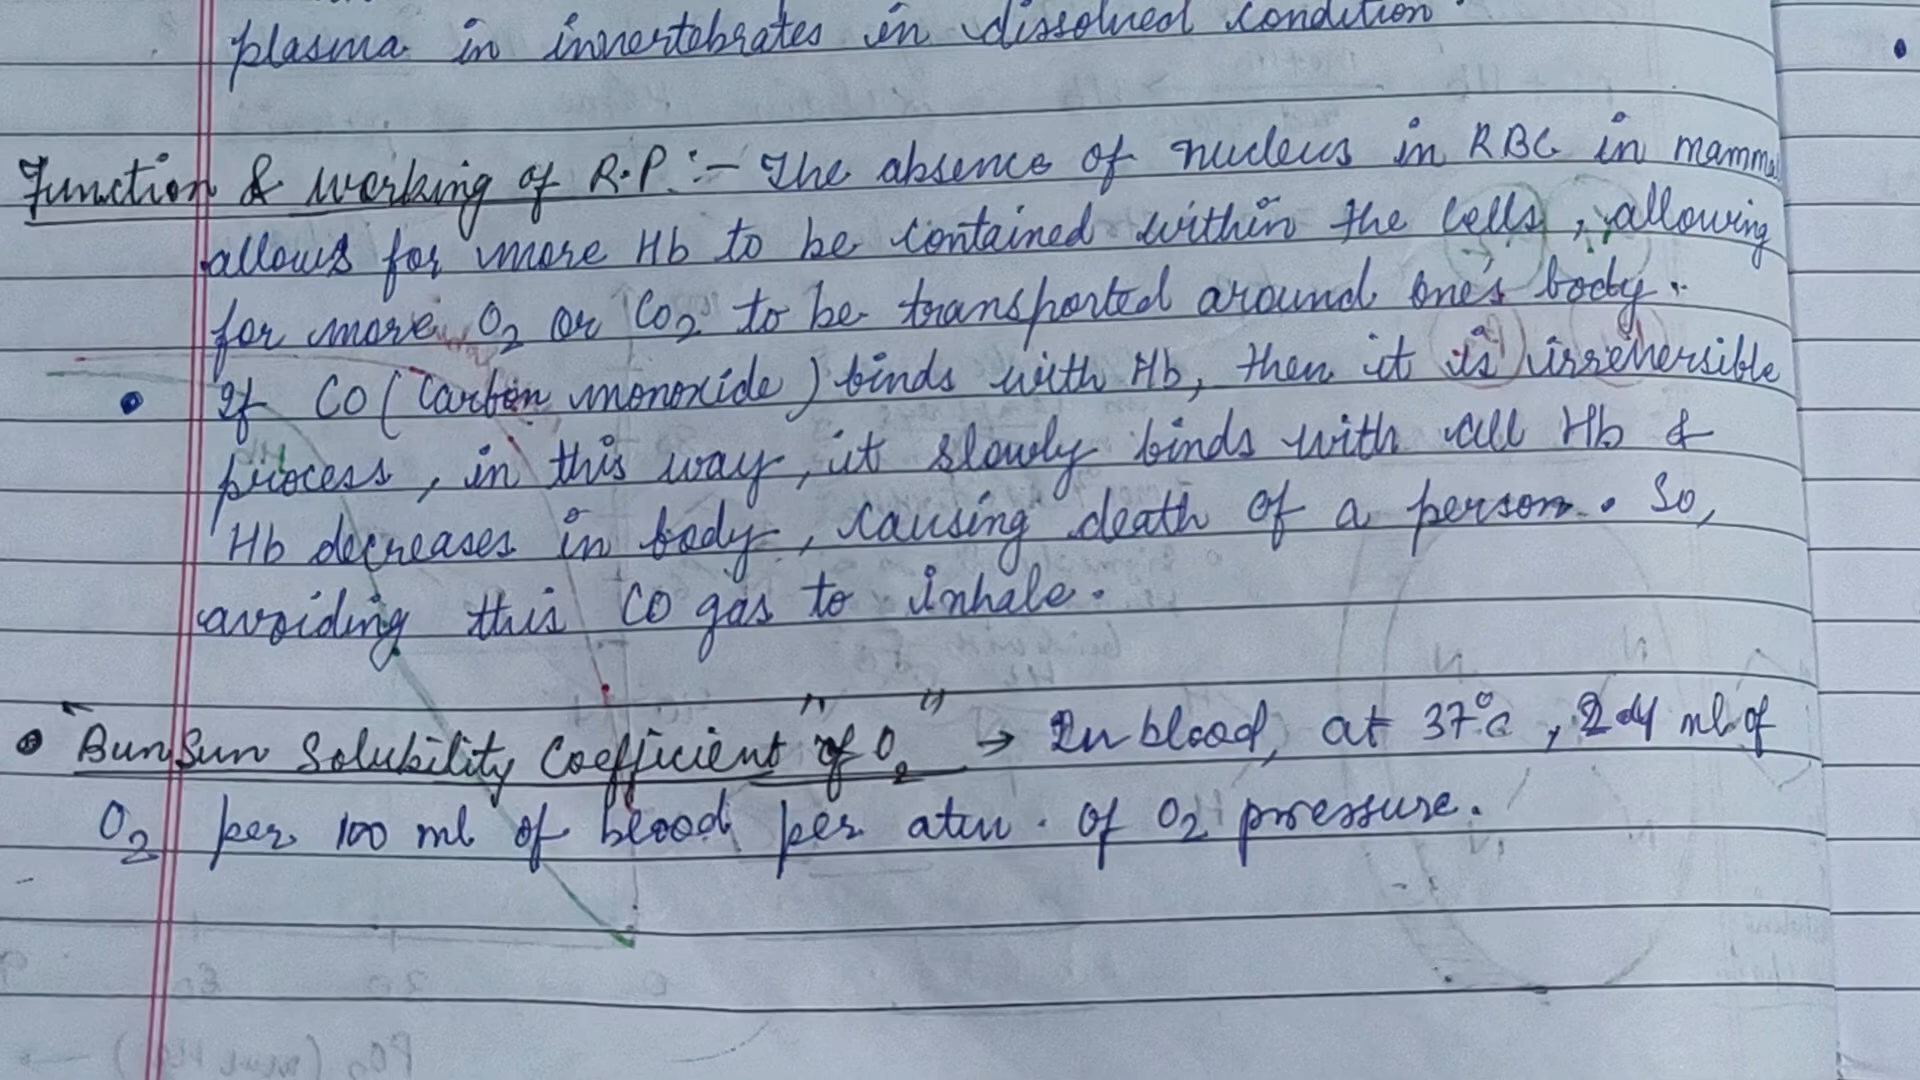 plasma in invertebrates in dissolved condition.
Function & working of R.P. :- The absence of nucleus in RBC in mamma
allows for more Hb to be contained within the cells, allowing
for more O2 or CO2 to be transported around one's body.
• If CO (Carbon monoxide) binds with Hb, then it is irreversible
process, in this way, it slowly binds with all Hb &
Hb decreases in body, causing death of a person. So,
avoiding this CO gas to inhale.
• "BunSun Solubility Coefficient "of O2" → In blood, at 37°C, 24 ml of
O2 per 100 ml of blood per atm. of O2 pressure.